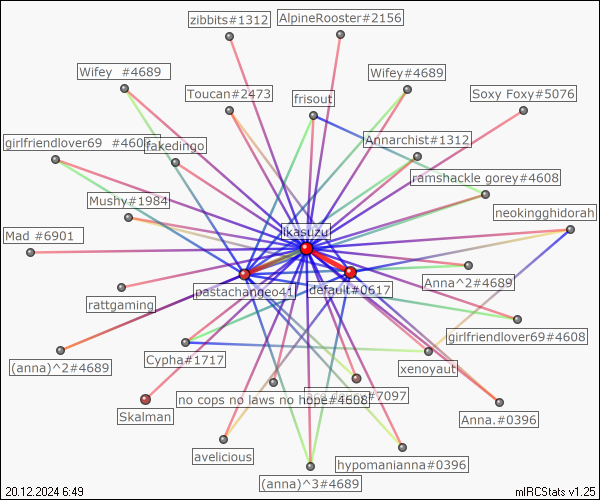 zibbits#1312
AlpineRooster#2156
Wifey  #4689
Wifey#4689
Toucan#2473
frisout
Soxy Foxy#5076
girlfriendlover69  #4608
fakedingo
Annarchist#1312
ramshackle gorey#4608
Mushy#1984
neokingghidorah
Mad #6901
ikasuzu
pastachangeo41
default#0617
Anna^2#4689
rattgaming
girlfriendlover69#4608
(anna)^2#4689
Cypha#1717
xenoyaut
no cops no laws no hope#4608
#7097
Skalman
Anna.#0396
avelicious
hypomanianna#0396
(anna)^3#4689
20.12.2024 6:49
mIRCStats v1.25